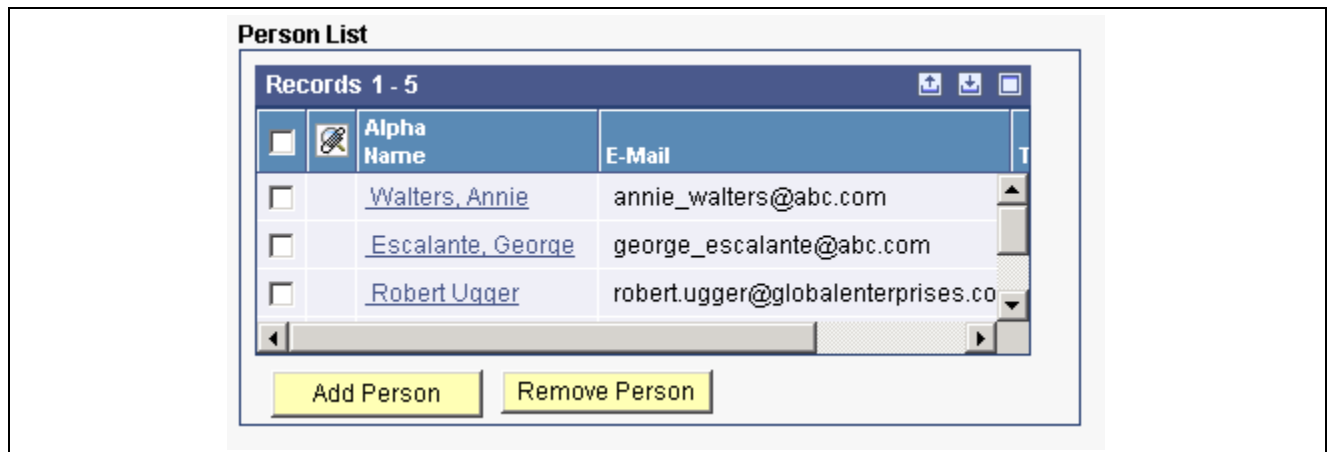 Person List
Records 1 - 5
Alpha
Name E-Mail T
Walters, Annie annie_walters@abc.com
Escalante, George george_escalante@abc.com
Robert Ugger robert.ugger@globalenterprises.co
Add Person Remove Person